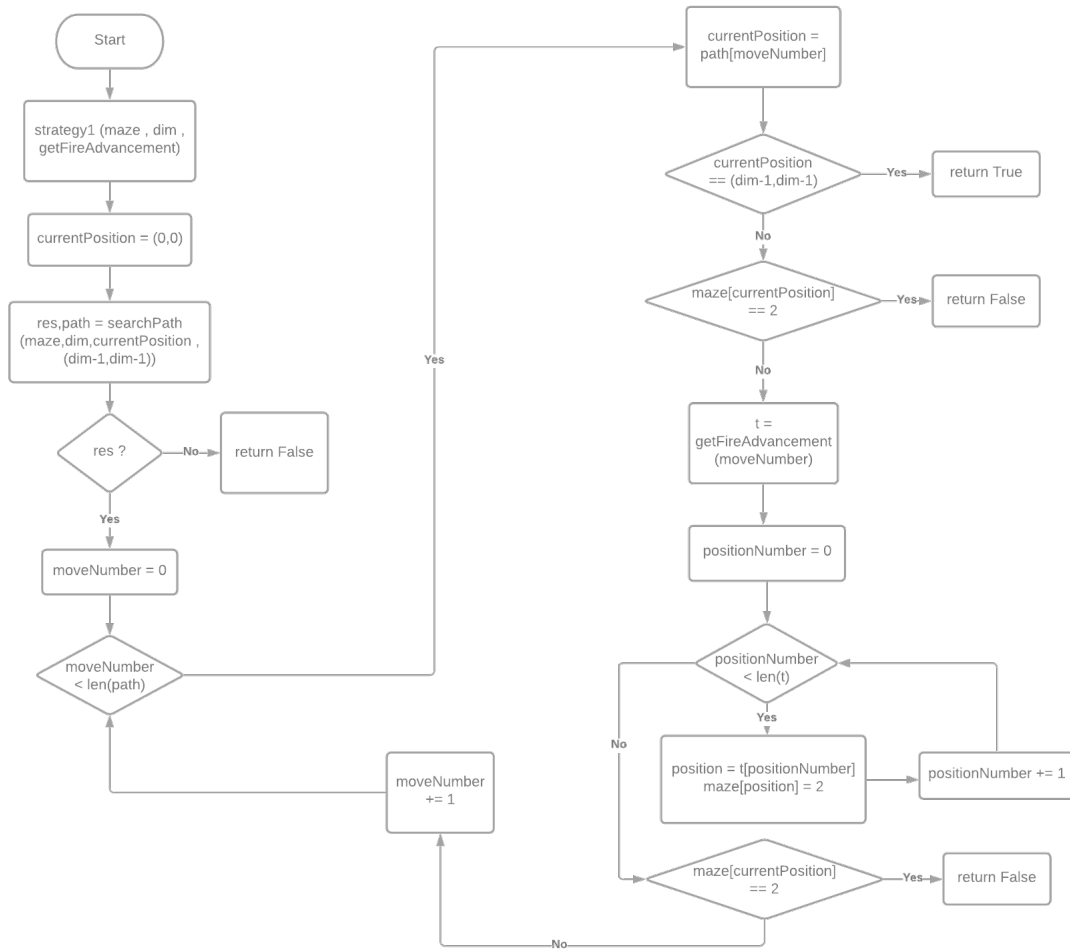 Start
strategy1 (maze , dim ,
getFireAdvancement)
currentPosition = (0,0)
res,path = searchPath
(maze,dim,currentPosition ,
(dim-1,dim-1))
res ?
No
return False
Yes
moveNumber = 0
moveNumber
< len(path)
Yes
moveNumber
+= 1
currentPosition =
path[moveNumber]
currentPosition
== (dim-1,dim-1)
Yes
return True
No
maze[currentPosition]
== 2
Yes
return False
No
t =
getFireAdvancement
(moveNumber)
positionNumber = 0
positionNumber
< len(t)
Yes
No
position = t[positionNumber]
maze[position] = 2
positionNumber += 1
maze[currentPosition]
== 2
Yes
return False
No